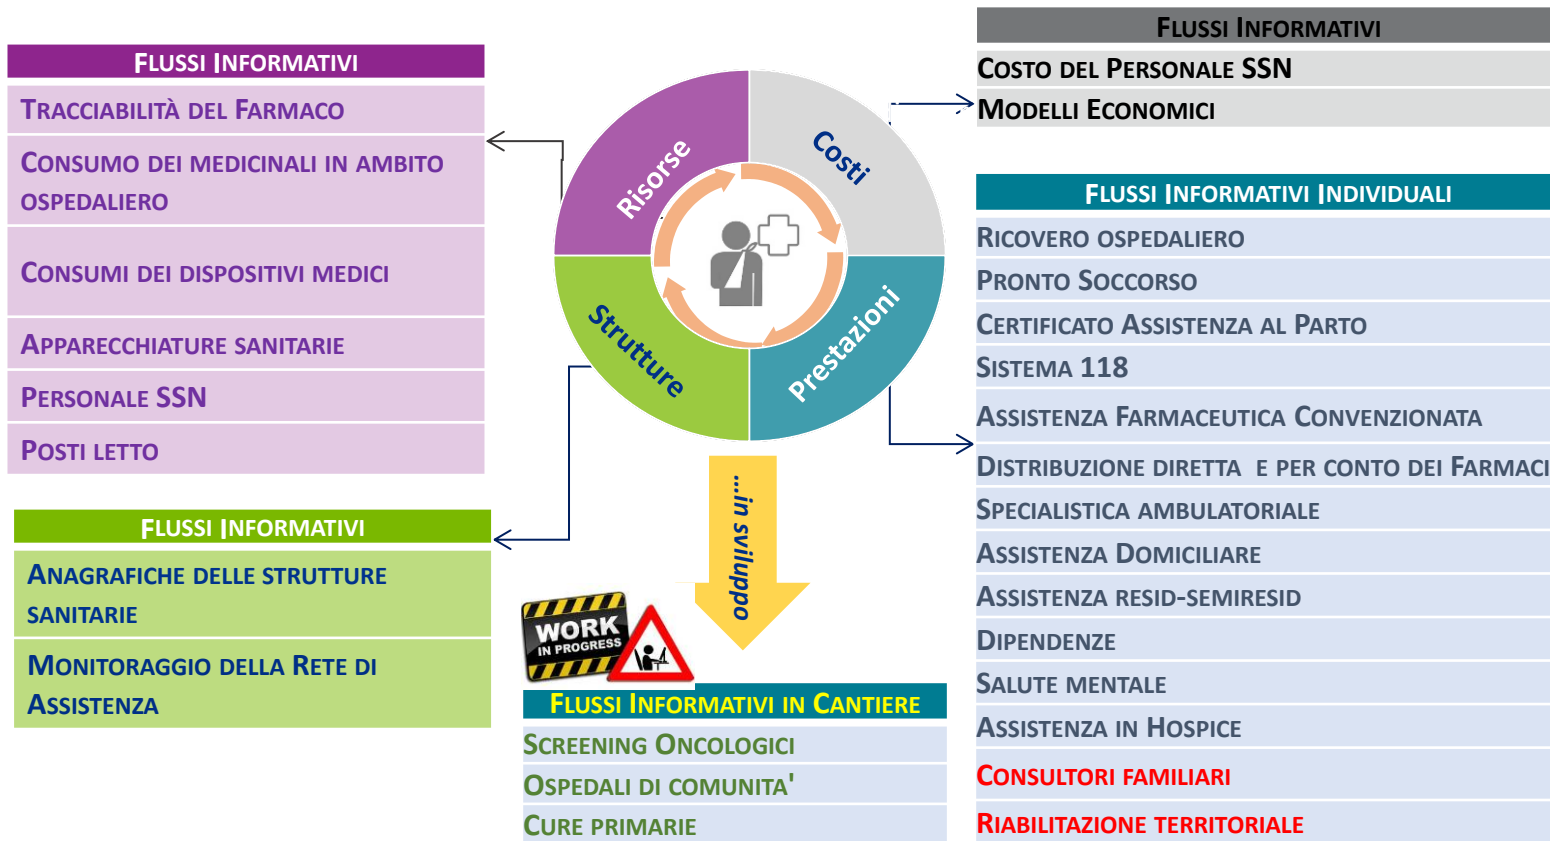 Flussi Informativi
Tracciabilità del Farmaco
Consumo dei medicinali in ambito
ospedaliero
Consumi dei dispositivi medici
Apparecchiature sanitarie
Personale SSN
Posti letto
Flussi Informativi
Anagrafiche delle strutture
sanitarie
Monitoraggio della Rete di
Assistenza
Risorse
Costi
Strutture
Prestazioni
...in sviluppo
WORK
IN PROGRESS
Flussi Informativi in Cantiere
Screening Oncologici
Ospedali di comunita'
Cure primarie
Flussi Informativi
Costo del Personale SSN
Modelli Economici
Flussi Informativi Individuali
Ricovero ospedaliero
Pronto Soccorso
Certificato Assistenza al Parto
Sistema 118
Assistenza Farmaceutica Convenzionata
Distribuzione diretta e per conto dei Farmaci
Specialistica ambulatoriale
Assistenza Domiciliare
Assistenza resid-semiresid
Dipendenze
Salute mentale
Assistenza in Hospice
Consultori familiari
Riabilitazione territoriale